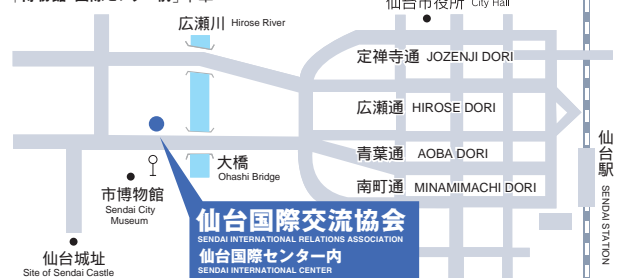 仙台市役所 City Hall
広瀬川 Hirose River
定禅寺通 JOZENJI DORI
広瀬通 HIROSE DORI
青葉通 AOBA DORI
南町通 MINAMIMACHI DORI
仙台駅 SENDAI STATION
大橋
Ohashi Bridge
市博物館
Sendai City
Museum
仙台国際交流協会
SENDAI INTERNATIONAL RELATIONS ASSOCIATION
仙台国際センター内
SENDAI INTERNATIONAL CENTER
仙台城址
Site of Sendai Castle